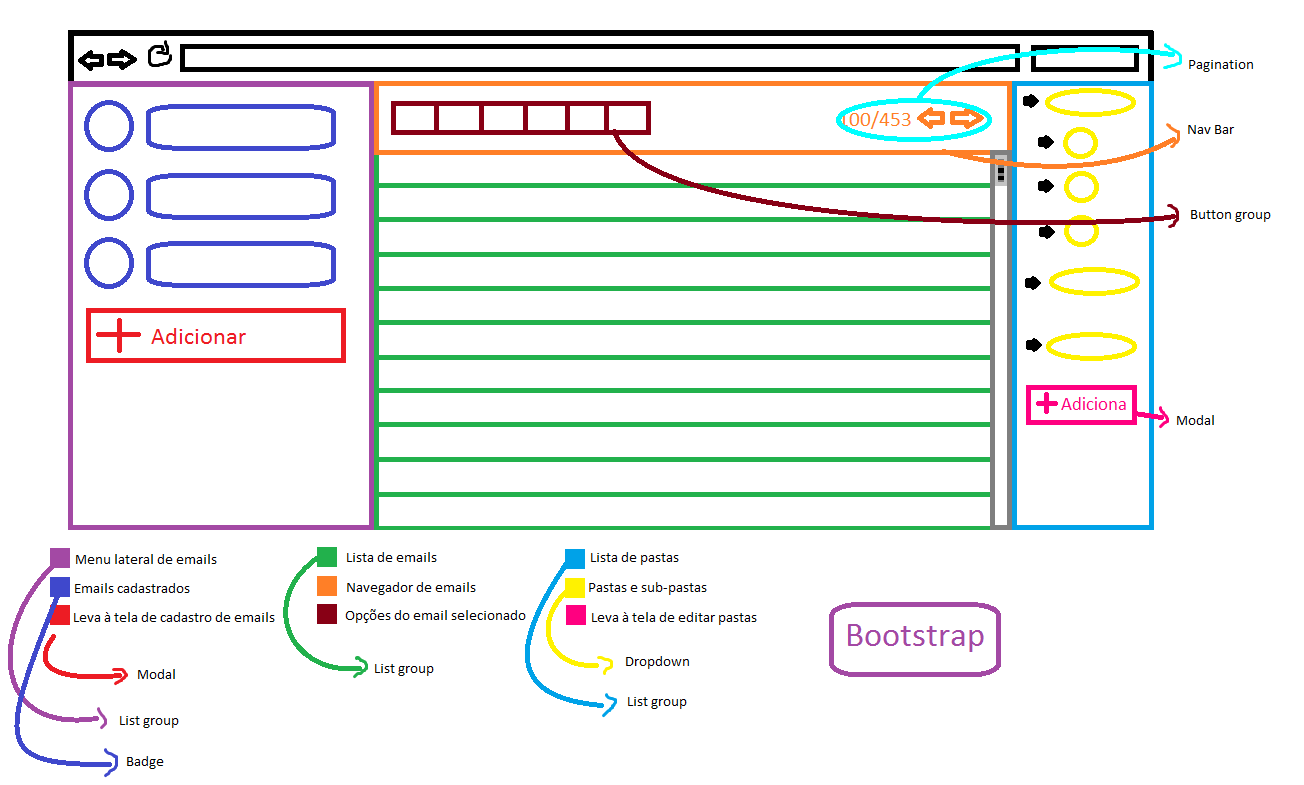 Pagination
100/453
Nav Bar
Button group
Adicionar
Adiciona
Modal
Menu lateral de emails
Emails cadastrados
Leva à tela de cadastro de emails
Modal
List group
Badge
Lista de emails
Navegador de emails
Opções do email selecionado
List group
Lista de pastas
Pastas e sub-pastas
Leva à tela de editar pastas
Dropdown
List group
Bootstrap